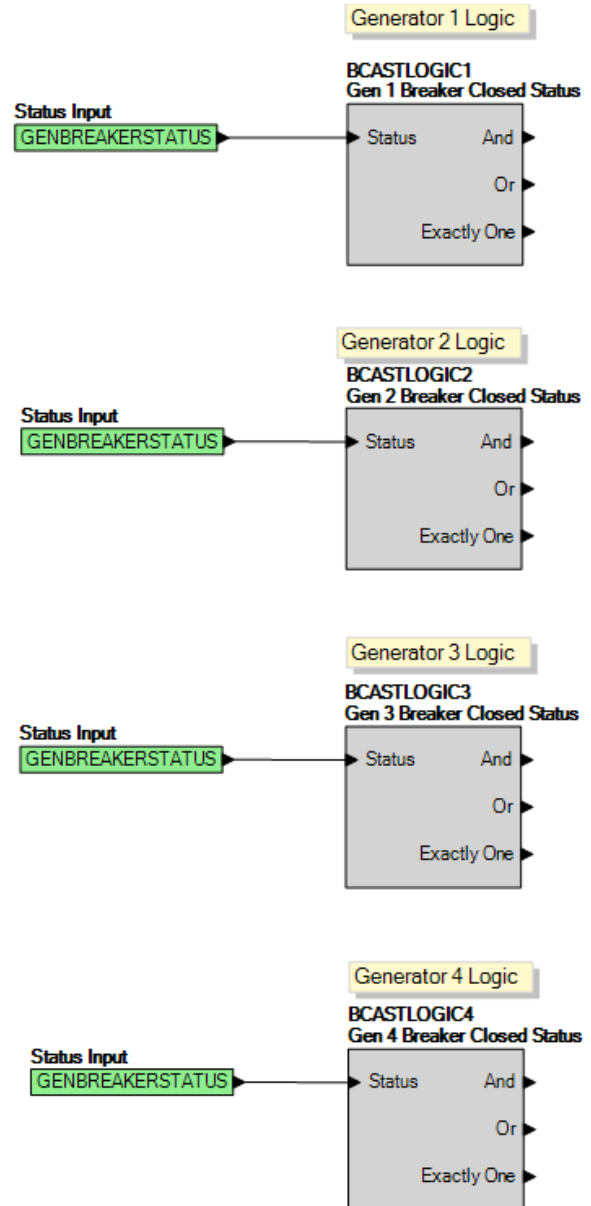 Generator 1 Logic
BCASTLOGIC1
Gen 1 Breaker Closed Status
Status Input
GENBREAKERSTATUS
Status And
Or
Exactly One
Generator 2 Logic
BCASTLOGIC2
Gen 2 Breaker Closed Status
Status Input
GENBREAKERSTATUS
Status And
Or
Exactly One
Generator 3 Logic
BCASTLOGIC3
Gen 3 Breaker Closed Status
Status Input
GENBREAKERSTATUS
Status And
Or
Exactly One
Generator 4 Logic
BCASTLOGIC4
Gen 4 Breaker Closed Status
Status Input
GENBREAKERSTATUS
Status And
Or
Exactly One